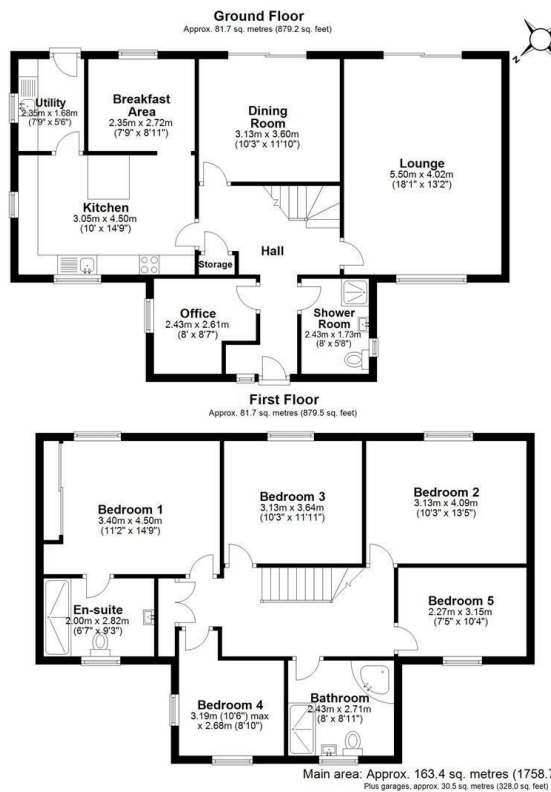 Ground Floor
Approx. 81.7 sq. metres (879.2 sq. feet)
N
Utility
2.35m x 1.68m
(7'9" x 5'6")
Breakfast
Area
2.35m x 2.72m
(7'9" x 8'11")
Dining
Room
3.13m x 3.60m
(10'3" x 11'10")
Lounge
5.50m x 4.02m
(18'1" x 13'2")
Kitchen
3.05m x 4.50m
(10' x 14'9")
Hall
Storage
Office
2.43m x 2.61m
(8' x 8'7")
Shower
Room
2.43m x 1.73m
(8' x 5'8")
First Floor
Approx. 81.7 sq. metres (879.5 sq. feet)
Bedroom 1
3.40m x 4.50m
(11'2" x 14'9")
Bedroom 3
3.13m x 3.64m
(10'3" x 11'11")
Bedroom 2
3.13m x 4.09m
(10'3" x 13'5")
En-suite
2.00m x 2.82m
(6'7" x 9'3")
Bedroom 5
2.27m x 3.15m
(7'5" x 10'4")
Bedroom 4
3.19m (10'6") max
x 2.68m (8'10")
Bathroom
2.43m x 2.71m
(8' x 8'11")
Main area: Approx. 163.4 sq. metres (1758.7
Plus garages, approx. 30.5 sq. metres (328.0 sq. feet)